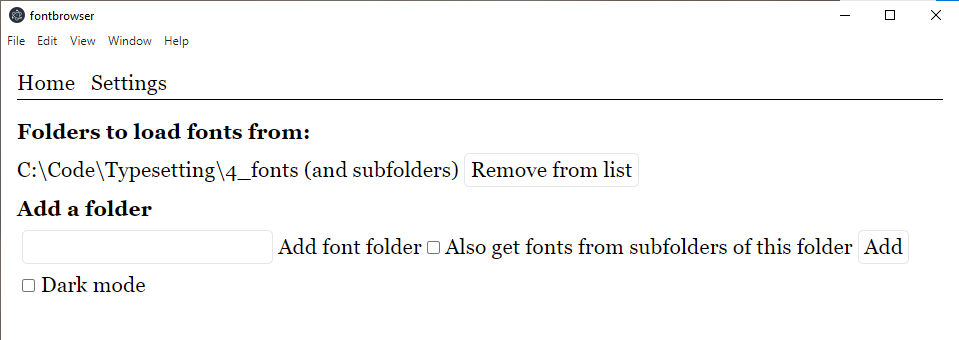 fontbrowser
File Edit View Window Help
Home Settings
Folders to load fonts from:
C:\Code\Typesetting\4_fonts (and subfolders) Remove from list
Add a folder
Add font folder Also get fonts from subfolders of this folder Add
Dark mode